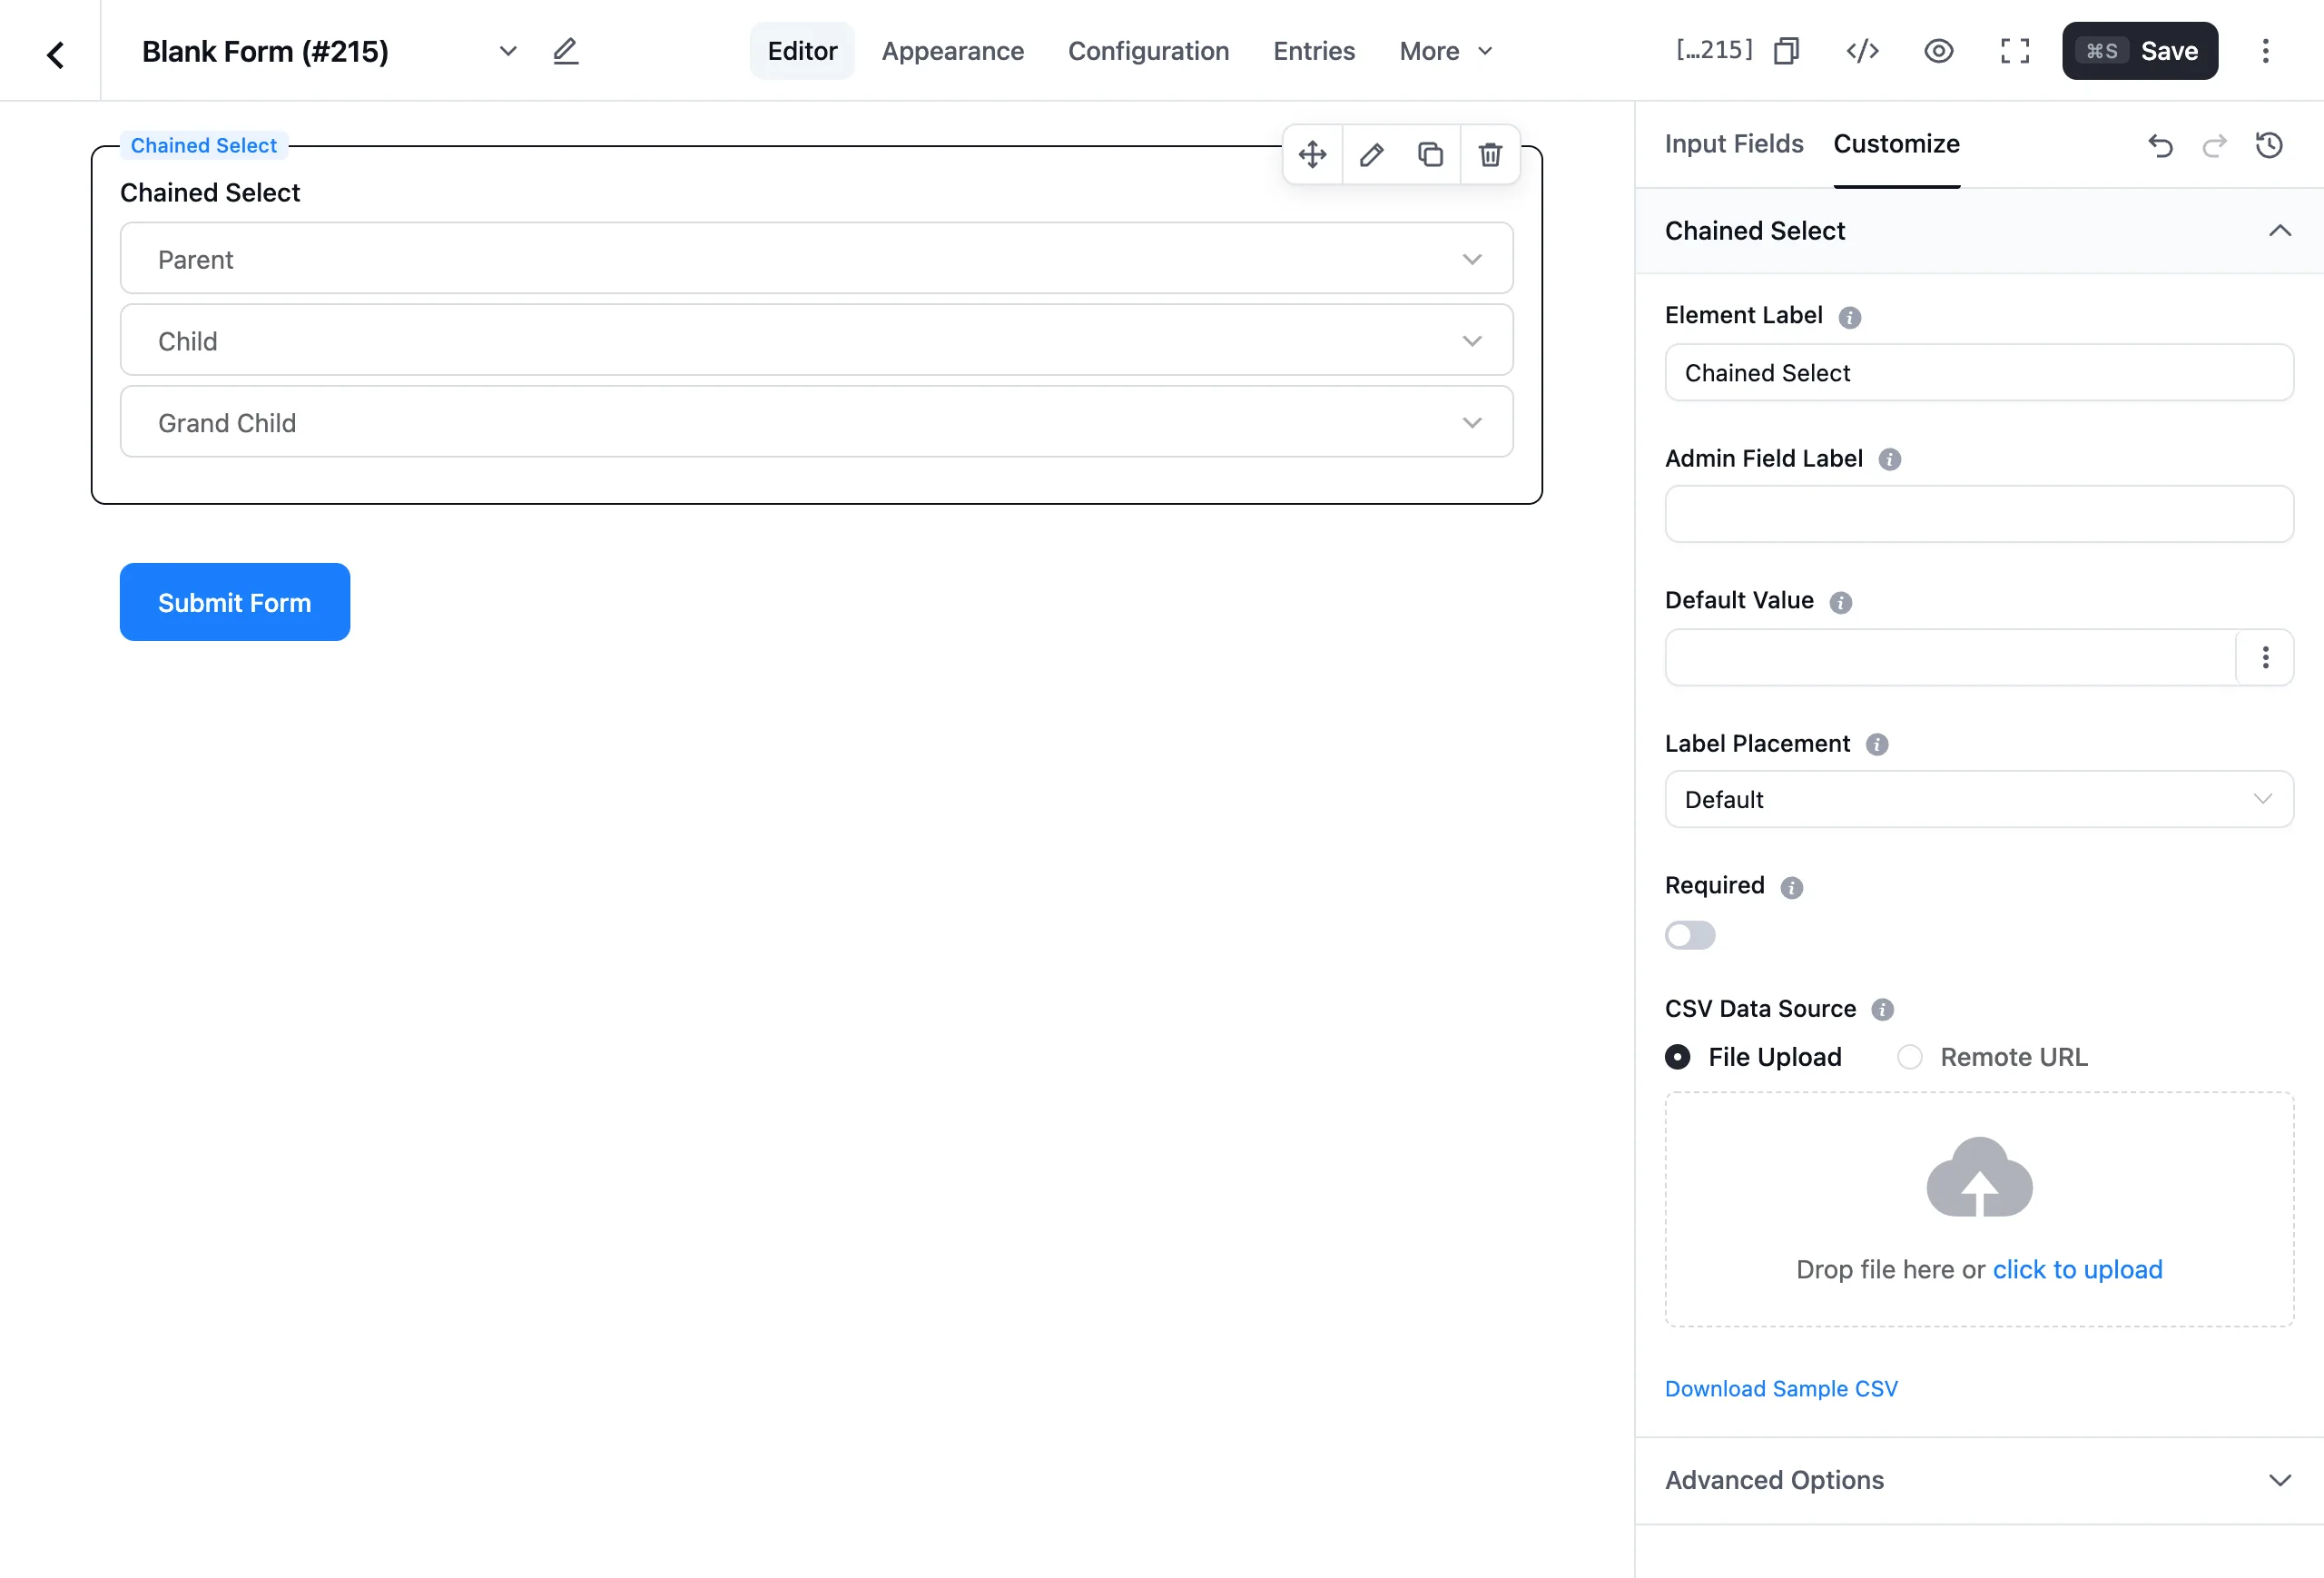 Blank Form (#215)
Editor
Appearance
Configuration
Entries
More
[…215]
⌘S Save
Chained Select
Chained Select
Parent
Child
Grand Child
Submit Form
Input Fields
Customize
Chained Select
Element Label
Chained Select
Admin Field Label
Default Value
Label Placement
Default
Required
CSV Data Source
File Upload
Remote URL
Drop file here or click to upload
Download Sample CSV
Advanced Options